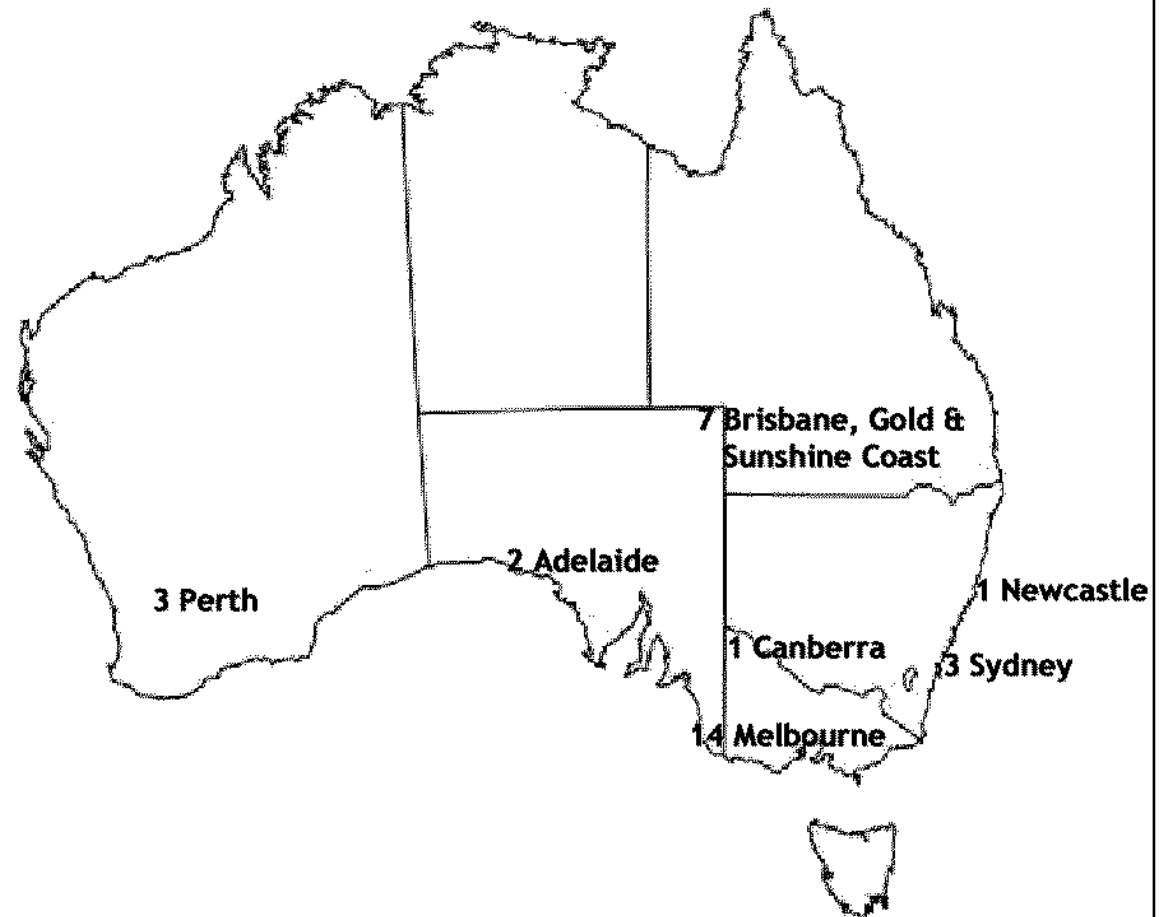 7 Brisbane, Gold &
Sunshine Coast
2 Adelaide
3 Perth
1 Newcastle
1 Canberra
3 Sydney
14 Melbourne